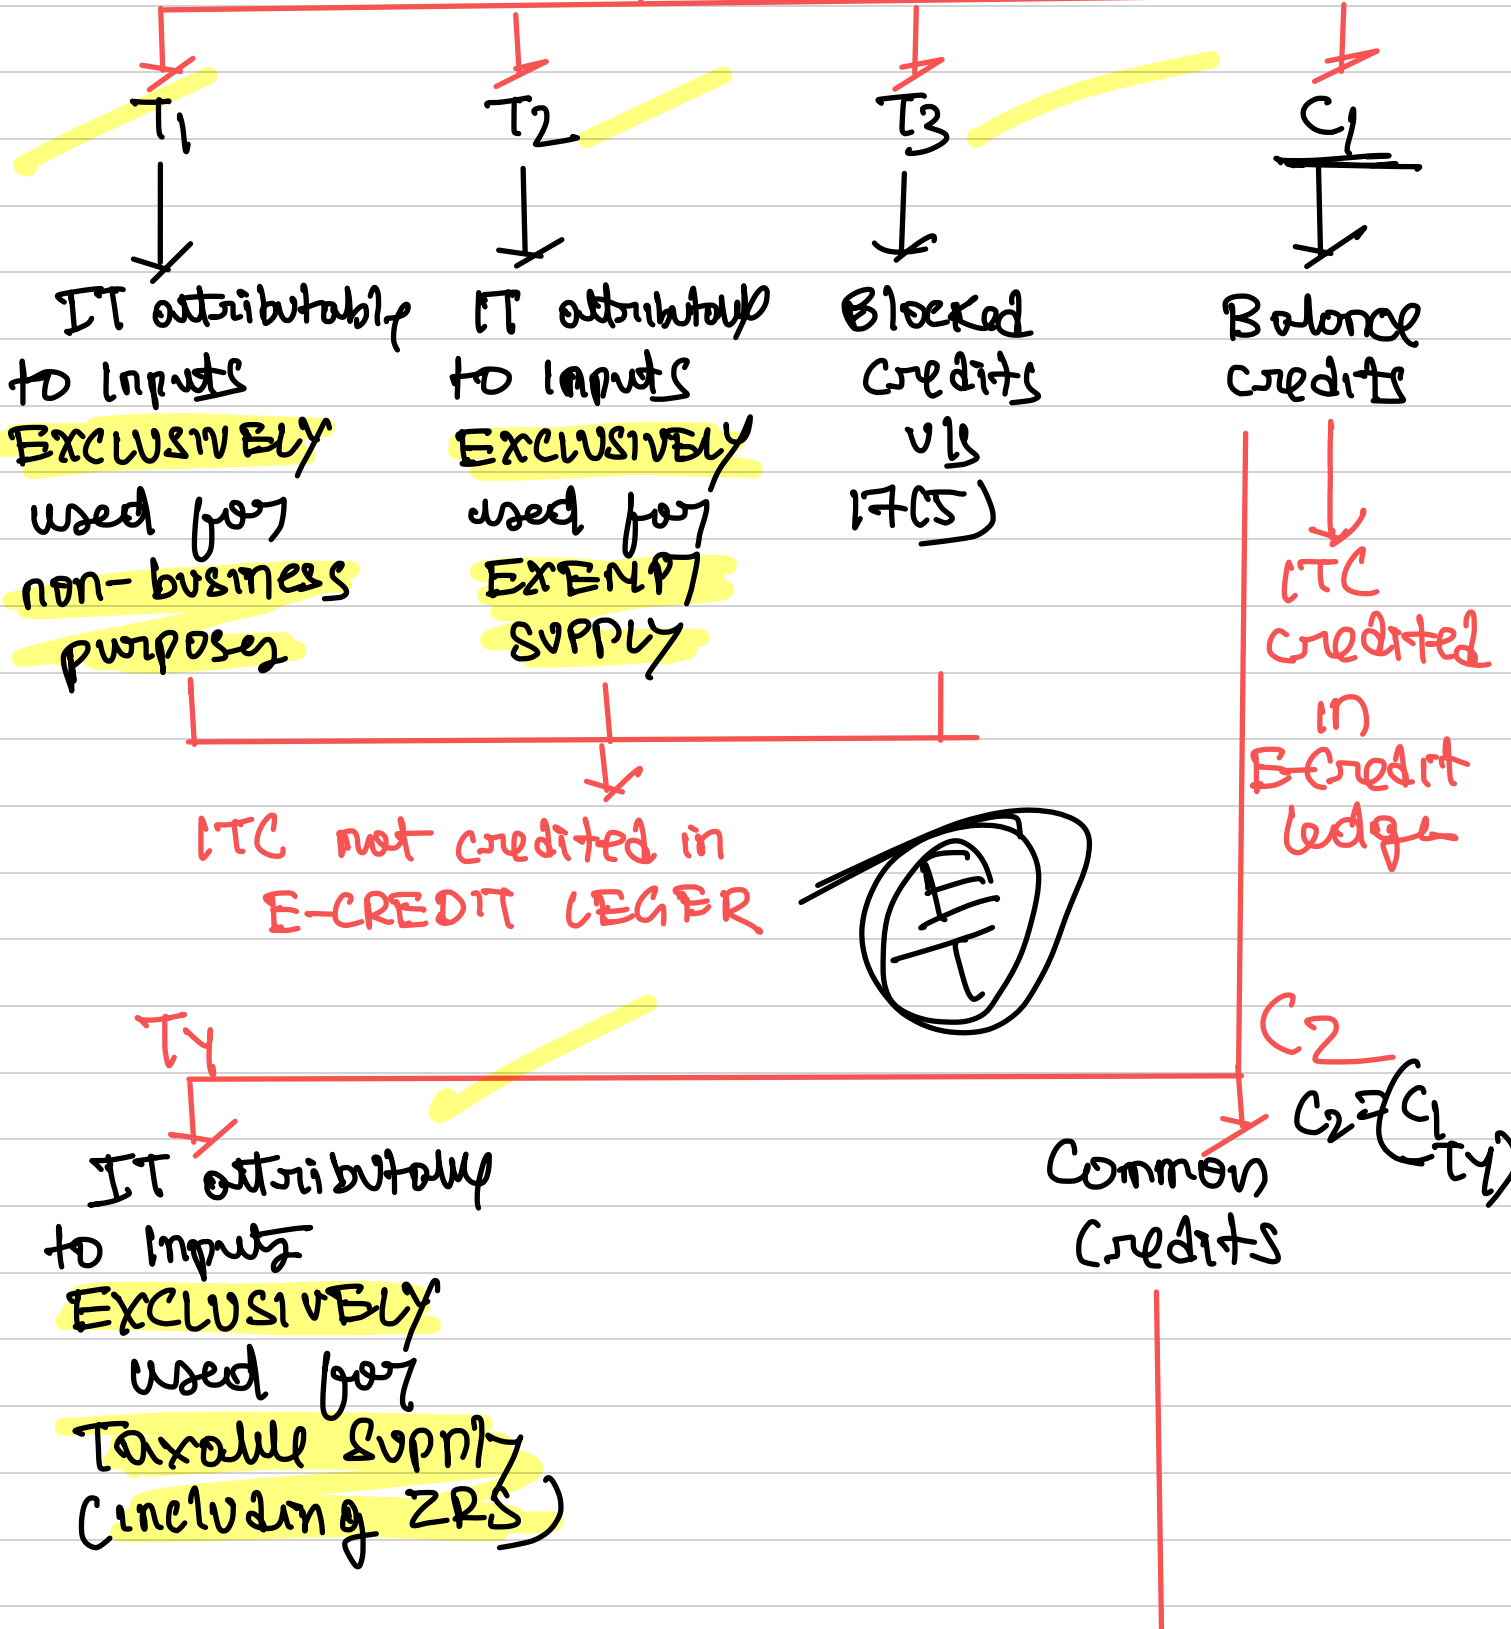 T1 T2 T3 C1
IT attributable
to inputs
EXCLUSIVELY
used for
non-business
purposes
IT attributable
to inputs
EXCLUSIVELY
used for
EXEMPT
SUPPLY
Blocked
credits
u/s
17(5)
Balance
credits
ITC
credited
in
E-Credit
ledger
ITC not credited in
E-CREDIT LEGER
E
T
T4
C2
C2 = (C1
T4)
IT attributable
to inputs
EXCLUSIVELY
used for
Taxable supply
(including ZRS)
Common
Credits